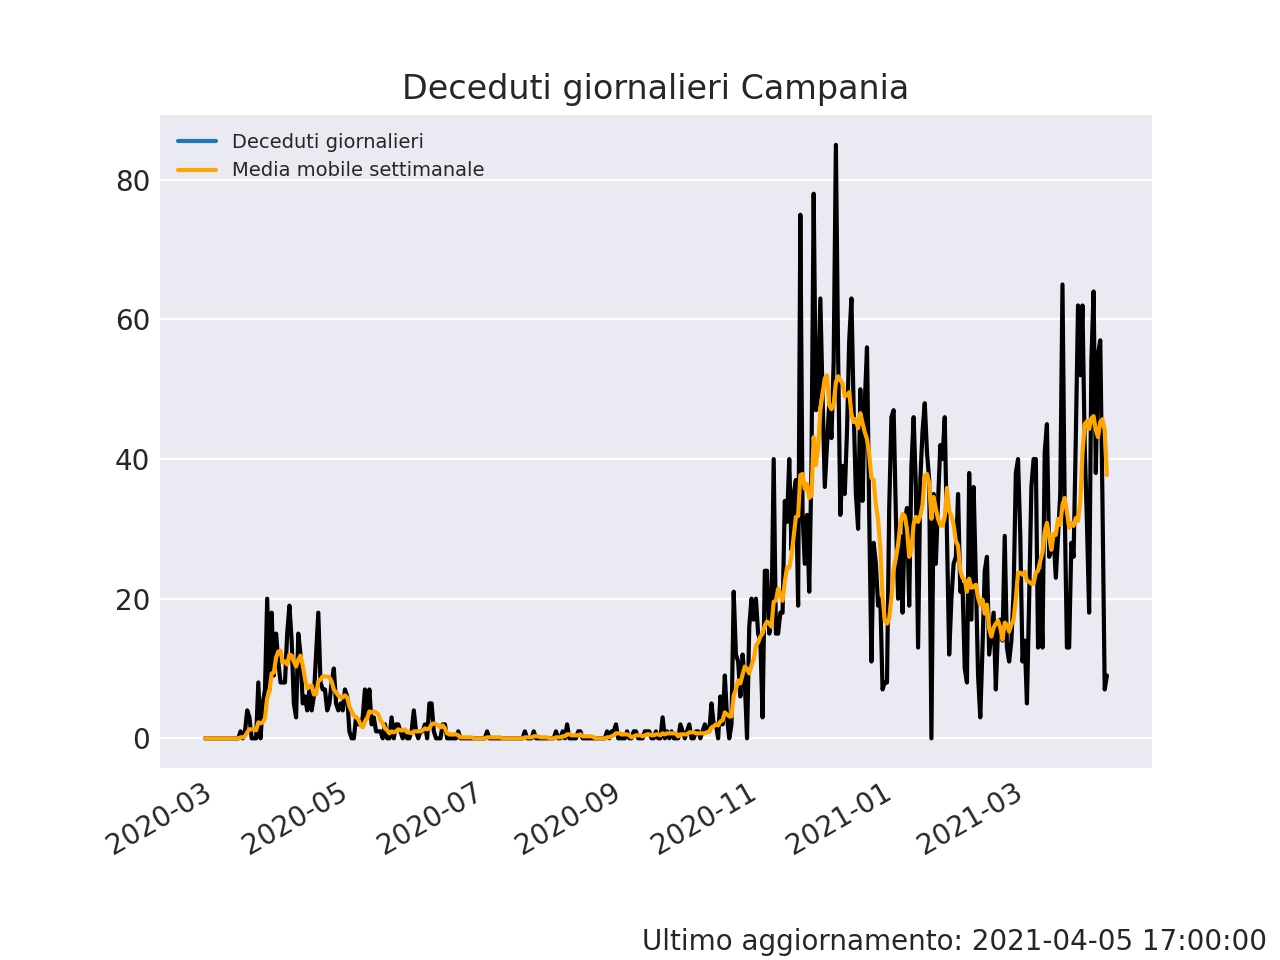 Deceduti giornalieri Campania
Deceduti giornalieri
Media mobile settimanale
80
60
40
20
0
2020-03 2020-05 2020-07 2020-09 2020-11 2021-01 2021-03
Ultimo aggiornamento: 2021-04-05 17:00:00